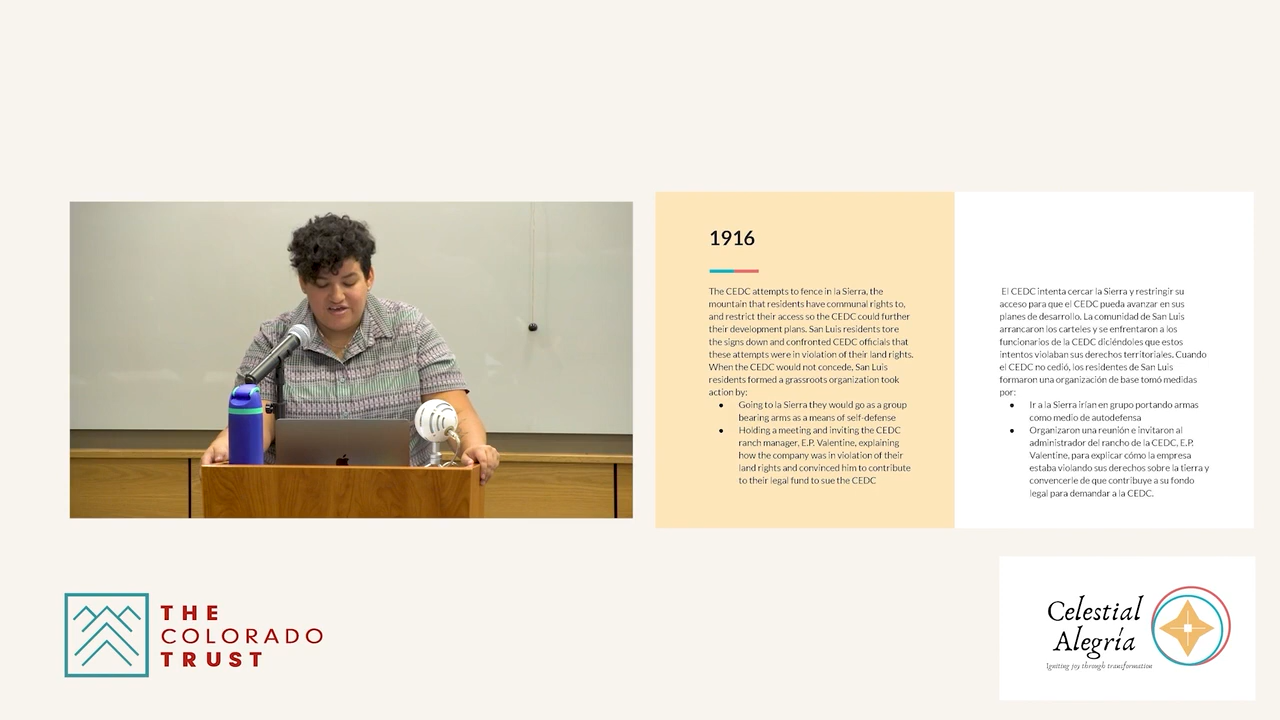 1916
The CEDC attempts to fence in la Sierra, the
mountain that residents have communal rights to,
and restrict their access so the CEDC could further
their development plans. San Luis residents tore
the signs down and confronted CEDC officials that
these attempts were in violation of their land rights.
When the CEDC would not concede, San Luis
residents formed a grassroots organization took
action by:
● Going to la Sierra they would go as a group
bearing arms as a means of self-defense
● Holding a meeting and inviting the CEDC
ranch manager, E.P. Valentine, explaining
how the company was in violation of their
land rights and convinced him to contribute
to their legal fund to sue the CEDC
El CEDC intenta cercar la Sierra y restringir su
acceso para que el CEDC pueda avanzar en sus
planes de desarrollo. La comunidad de San Luis
arrancaron los carteles y se enfrentaron a los
funcionarios de la CEDC diciéndoles que estos
intentos violaban sus derechos territoriales. Cuando
el CEDC no cedió, los residentes de San Luis
formaron una organización de base tomó medidas
por:
● Ir a la Sierra irían en grupo portando armas
como medio de autodefensa
● Organizaron una reunión e invitaron al
administrador del rancho de la CEDC, E.P.
Valentine, para explicar cómo la empresa
estaba violando sus derechos sobre la tierra y
convencerle de que contribuye a su fondo
legal para demandar a la CEDC.
THE
COLORADO
TRUST
Celestial
Alegría
Igniting joy through transformation